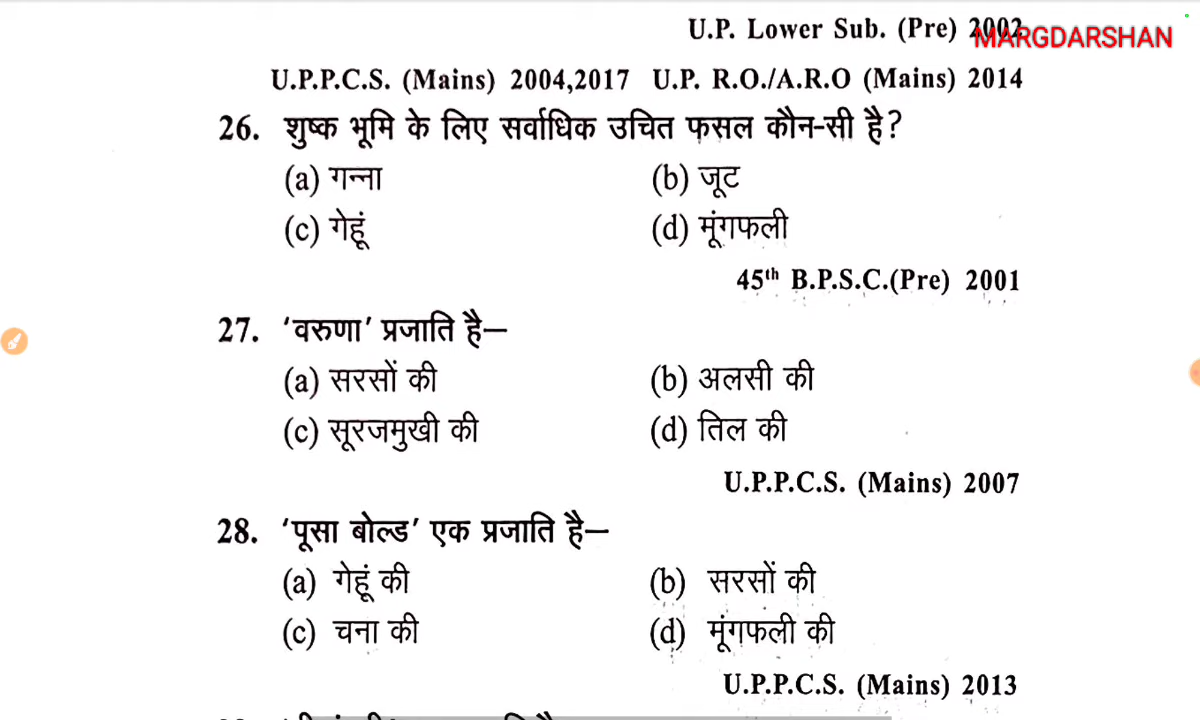 U.P. Lower Sub. (Pre) 2002
MARGDARSHAN
U.P.P.C.S. (Mains) 2004,2017 U.P. R.O./A.R.O (Mains) 2014
26. शुष्क भूमि के लिए सर्वाधिक उचित फसल कौन-सी है?
(a) गन्ना (b) जूट
(c) गेहूं (d) मूंगफली
45th B.P.S.C.(Pre) 2001
27. ‘वरुणा’ प्रजाति है—
(a) सरसों की (b) अलसी की
(c) सूरजमुखी की (d) तिल की
U.P.P.C.S. (Mains) 2007
28. ‘पूसा बोल्ड’ एक प्रजाति है—
(a) गेहूं की (b) सरसों की
(c) चना की (d) मूंगफली की
U.P.P.C.S. (Mains) 2013